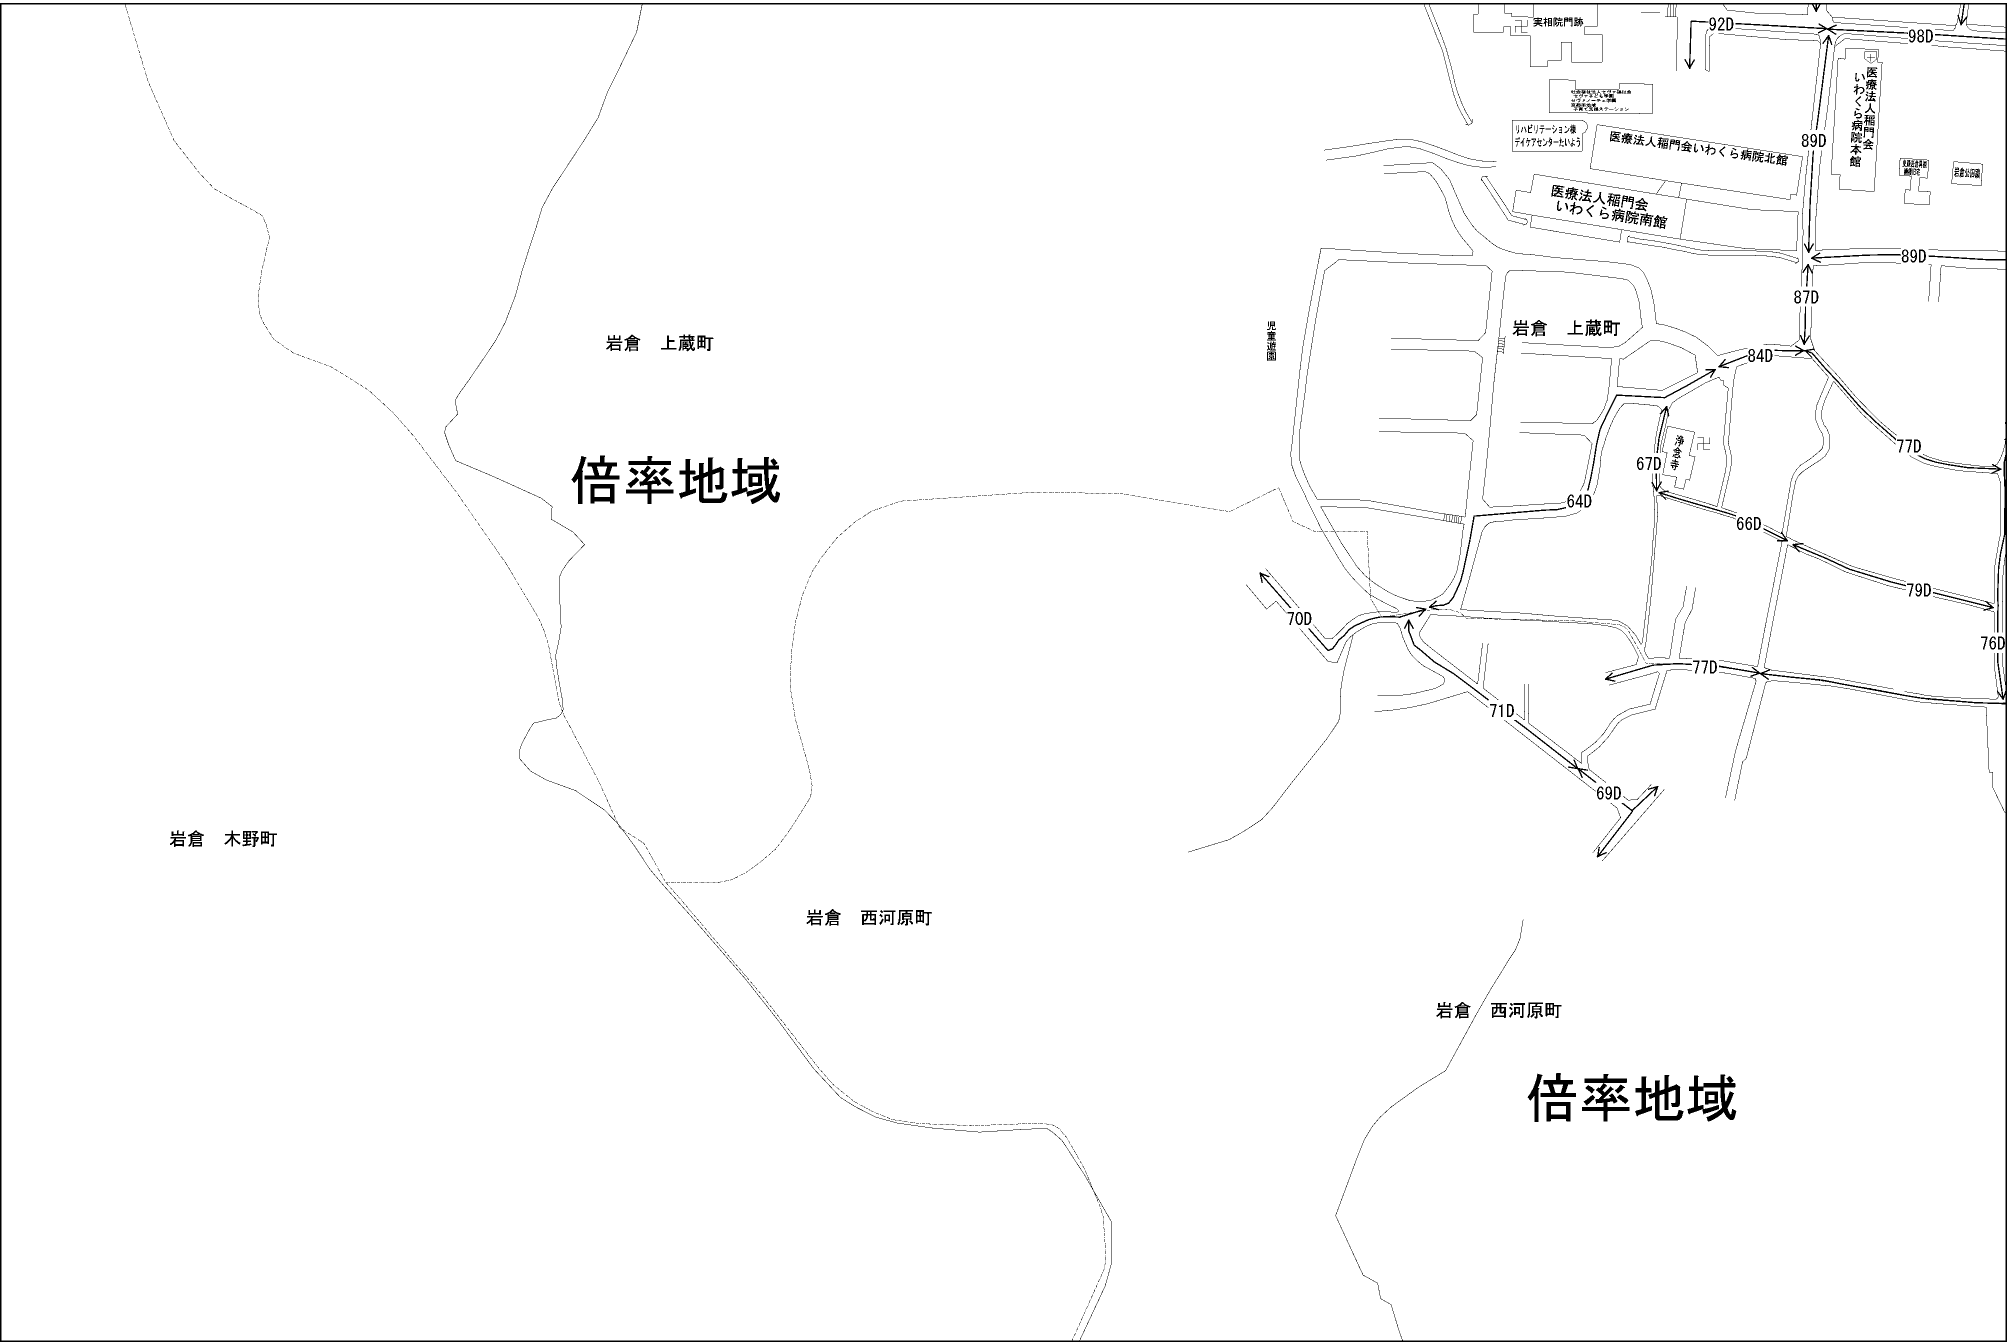 実相院門跡
92D
98D
医療法人稲門会
いわくら病院本館
リハビリテーション棟
デイケアセンターたいよう
医療法人稲門会いわくら病院北館
89D
岩倉公園
医療法人稲門会
いわくら病院南館
89D
87D
児童遊園
岩倉　上蔵町
岩倉　上蔵町
84D
77D
浄念寺
67D
倍率地域
64D
66D
79D
70D
76D
77D
71D
69D
岩倉　木野町
岩倉　西河原町
岩倉　西河原町
倍率地域